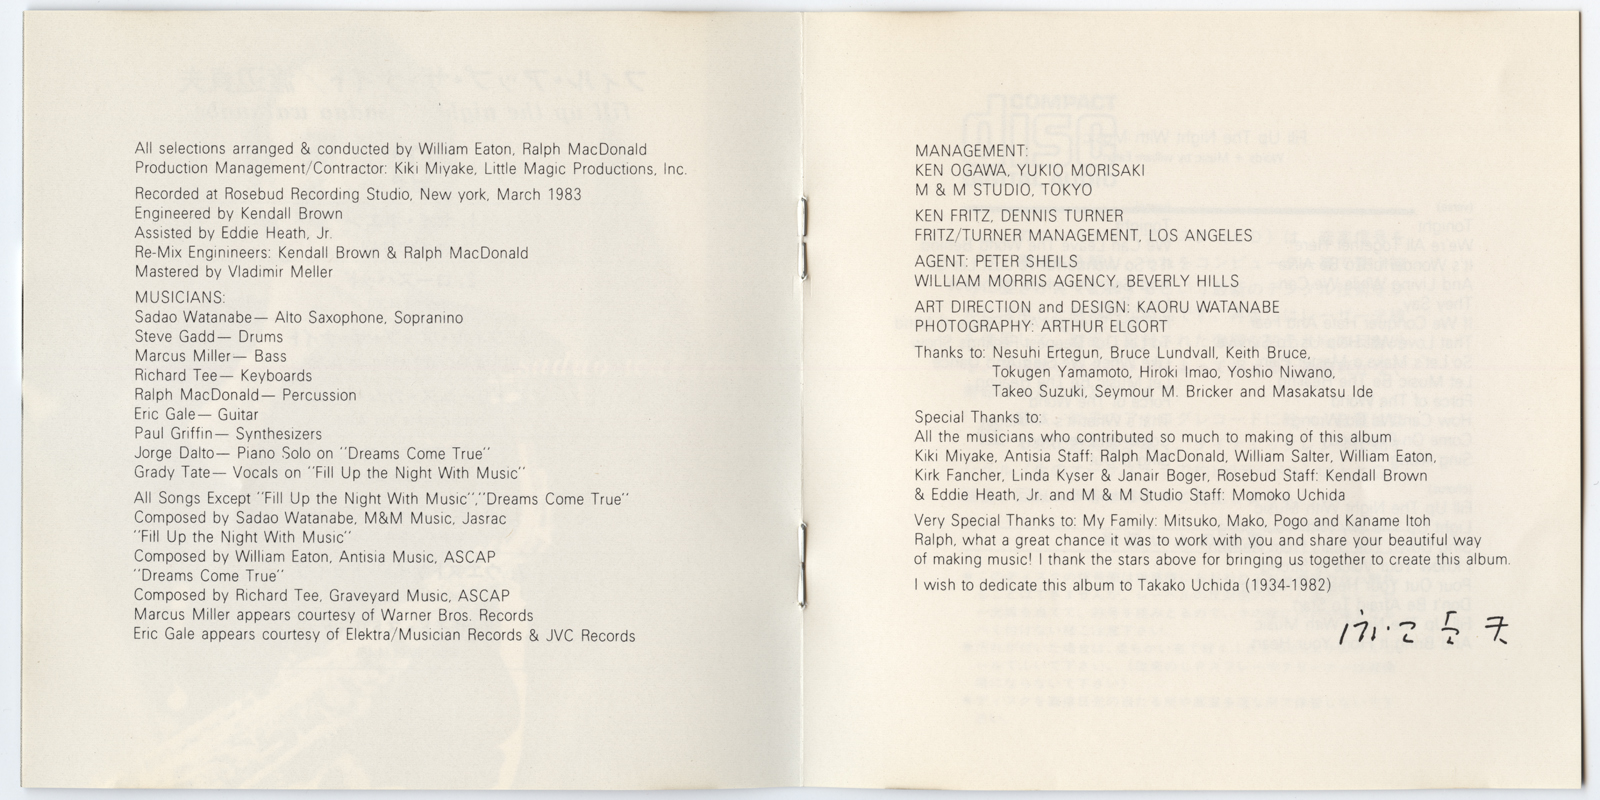 All selections arranged & conducted by William Eaton, Ralph MacDonald
Production Management/Contractor: Kiki Miyake, Little Magic Productions, Inc.
Recorded at Rosebud Recording Studio, New york, March 1983
Engineered by Kendall Brown
Assisted by Eddie Heath, Jr.
Re-Mix Enginineers: Kendall Brown & Ralph MacDonald
Mastered by Vladimir Meller
MUSICIANS:
Sadao Watanabe— Alto Saxophone, Sopranino
Steve Gadd— Drums
Marcus Miller— Bass
Richard Tee— Keyboards
Ralph MacDonald— Percussion
Eric Gale— Guitar
Paul Griffin— Synthesizers
Jorge Dalto— Piano Solo on "Dreams Come True"
Grady Tate— Vocals on "Fill Up the Night With Music"
All Songs Except "Fill Up the Night With Music","Dreams Come True"
Composed by Sadao Watanabe, M&M Music, Jasrac
"Fill Up the Night With Music"
Composed by William Eaton, Antisia Music, ASCAP
"Dreams Come True"
Composed by Richard Tee, Graveyard Music, ASCAP
Marcus Miller appears courtesy of Warner Bros. Records
Eric Gale appears courtesy of Elektra/Musician Records & JVC Records
MANAGEMENT:
KEN OGAWA, YUKIO MORISAKI
M & M STUDIO, TOKYO
KEN FRITZ, DENNIS TURNER
FRITZ/TURNER MANAGEMENT, LOS ANGELES
AGENT: PETER SHEILS
WILLIAM MORRIS AGENCY, BEVERLY HILLS
ART DIRECTION and DESIGN: KAORU WATANABE
PHOTOGRAPHY: ARTHUR ELGORT
Thanks to: Nesuhi Ertegun, Bruce Lundvall, Keith Bruce,
Tokugen Yamamoto, Hiroki Imao, Yoshio Niwano,
Takeo Suzuki, Seymour M. Bricker and Masakatsu Ide
Special Thanks to:
All the musicians who contributed so much to making of this album
Kiki Miyake, Antisia Staff: Ralph MacDonald, William Salter, William Eaton,
Kirk Fancher, Linda Kyser & Janair Boger, Rosebud Staff: Kendall Brown
& Eddie Heath, Jr. and M & M Studio Staff: Momoko Uchida
Very Special Thanks to: My Family: Mitsuko, Mako, Pogo and Kaname Itoh
Ralph, what a great chance it was to work with you and share your beautiful way
of making music! I thank the stars above for bringing us together to create this album.
I wish to dedicate this album to Takako Uchida (1934-1982)